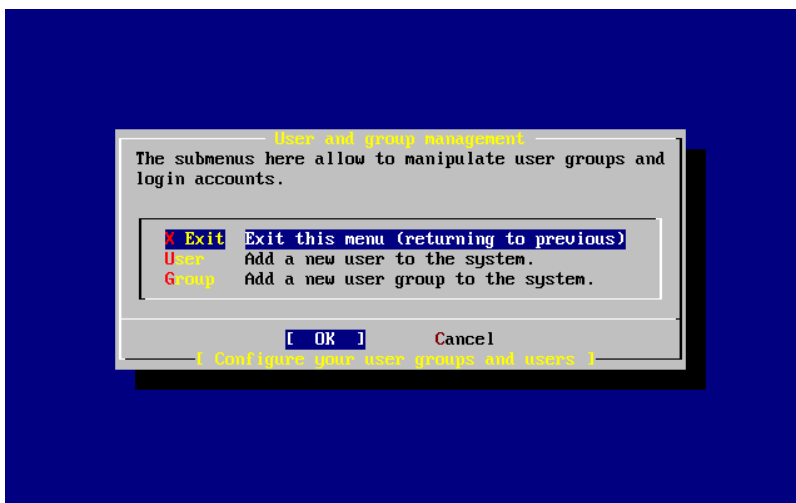 User and group management
The submenus here allow to manipulate user groups and
login accounts.
X Exit Exit this menu (returning to previous)
User Add a new user to the system.
Group Add a new user group to the system.
[ OK ] Cancel
[ Configure your user groups and users ]